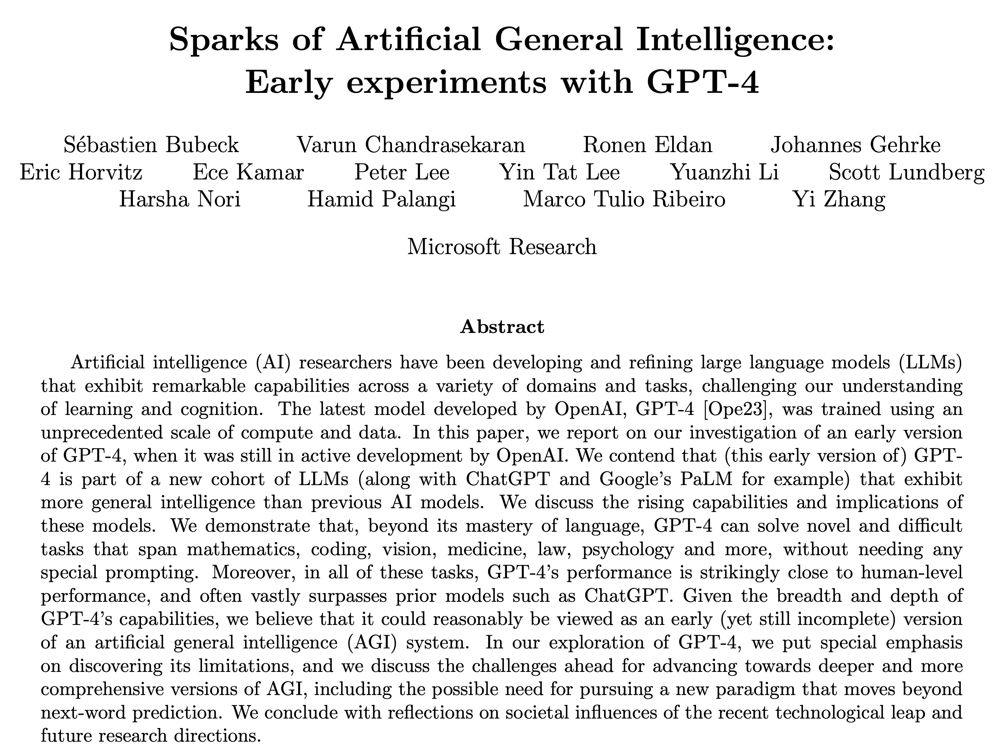 Sparks of Artificial General Intelligence:
Early experiments with GPT-4
Sébastien Bubeck Varun Chandrasekaran Ronen Eldan Johannes Gehrke
Eric Horvitz Ece Kamar Peter Lee Yin Tat Lee Yuanzhi Li Scott Lundberg
Harsha Nori Hamid Palangi Marco Tulio Ribeiro Yi Zhang
Microsoft Research
Abstract
Artificial intelligence (AI) researchers have been developing and refining large language models (LLMs)
that exhibit remarkable capabilities across a variety of domains and tasks, challenging our understanding
of learning and cognition. The latest model developed by OpenAI, GPT-4 [Ope23], was trained using an
unprecedented scale of compute and data. In this paper, we report on our investigation of an early version
of GPT-4, when it was still in active development by OpenAI. We contend that (this early version of) GPT-
4 is part of a new cohort of LLMs (along with ChatGPT and Google's PaLM for example) that exhibit
more general intelligence than previous AI models. We discuss the rising capabilities and implications of
these models. We demonstrate that, beyond its mastery of language, GPT-4 can solve novel and difficult
tasks that span mathematics, coding, vision, medicine, law, psychology and more, without needing any
special prompting. Moreover, in all of these tasks, GPT-4's performance is strikingly close to human-level
performance, and often vastly surpasses prior models such as ChatGPT. Given the breadth and depth of
GPT-4's capabilities, we believe that it could reasonably be viewed as an early (yet still incomplete) version
of an artificial general intelligence (AGI) system. In our exploration of GPT-4, we put special emphasis
on discovering its limitations, and we discuss the challenges ahead for advancing towards deeper and more
comprehensive versions of AGI, including the possible need for pursuing a new paradigm that moves beyond
next-word prediction. We conclude with reflections on societal influences of the recent technological leap and
future research directions.